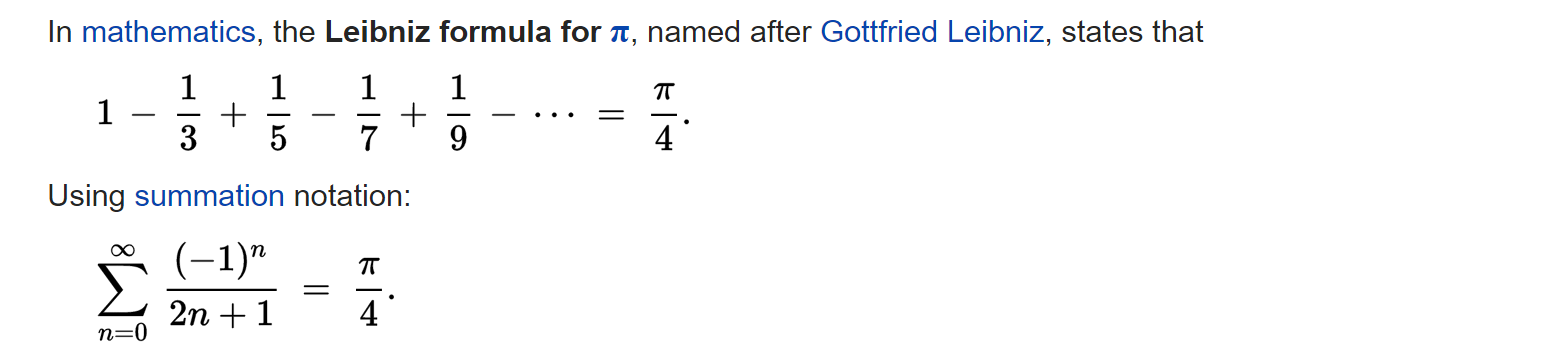 In mathematics, the Leibniz formula for π, named after Gottfried Leibniz, states that
1 − 1/3 + 1/5 − 1/7 + 1/9 − ⋯ = π/4.
Using summation notation:
∑_{n=0}^{∞} (−1)^n / (2n + 1) = π/4.